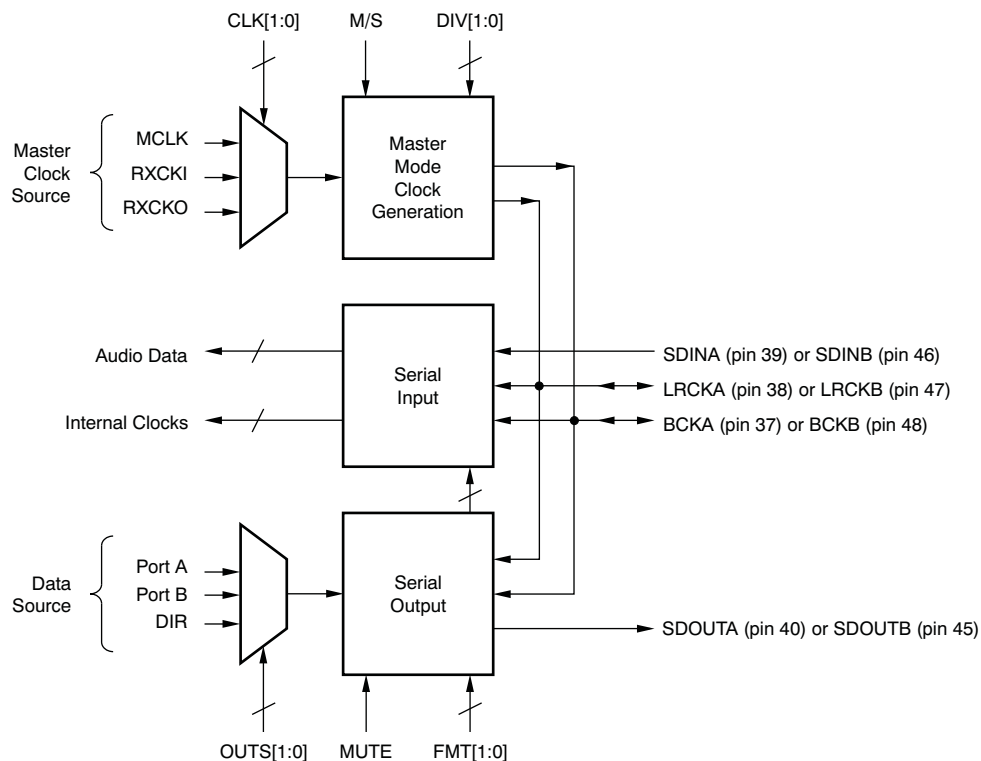 CLK[1:0]
M/S
DIV[1:0]
Master
Clock
Source
MCLK
RXCKI
RXCKO
Master
Mode
Clock
Generation
Audio Data
Internal Clocks
Serial
Input
SDINA (pin 39) or SDINB (pin 46)
LRCKA (pin 38) or LRCKB (pin 47)
BCKA (pin 37) or BCKB (pin 48)
Data
Source
Port A
Port B
DIR
Serial
Output
SDOUTA (pin 40) or SDOUTB (pin 45)
OUTS[1:0]
MUTE
FMT[1:0]